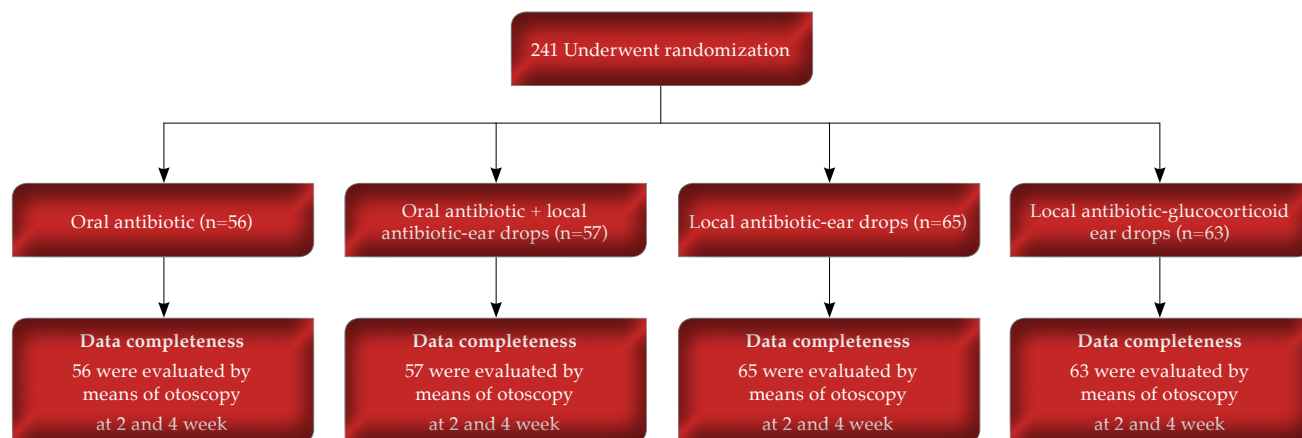 241 Underwent randomization
Oral antibiotic (n=56)
Oral antibiotic + local
antibiotic-ear drops (n=57)
Local antibiotic-ear drops (n=65)
Local antibiotic-glucocorticoid
ear drops (n=63)
Data completeness
56 were evaluated by
means of otoscopy
at 2 and 4 week
Data completeness
57 were evaluated by
means of otoscopy
at 2 and 4 week
Data completeness
65 were evaluated by
means of otoscopy
at 2 and 4 week
Data completeness
63 were evaluated by
means of otoscopy
at 2 and 4 week